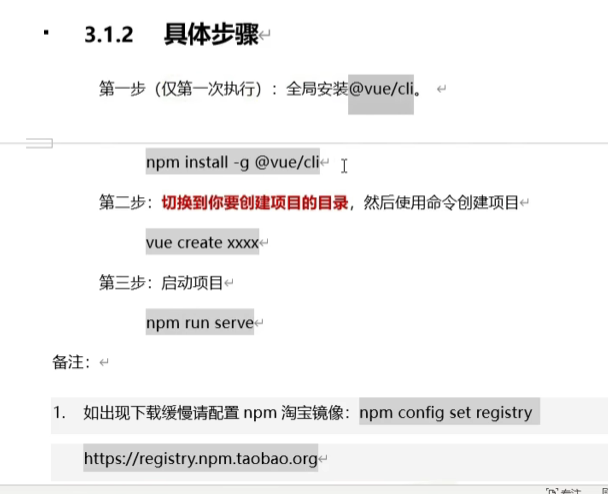 ▪ 3.1.2 具体步骤↵
第一步（仅第一次执行）：全局安装@vue/cli。↵
npm install -g @vue/cli↵
第二步：切换到你要创建项目的目录，然后使用命令创建项目↵
vue create xxxx↵
第三步：启动项目↵
npm run serve↵
备注：↵
1. 如出现下载缓慢请配置 npm 淘宝镜像：npm config set registry
https://registry.npm.taobao.org↵